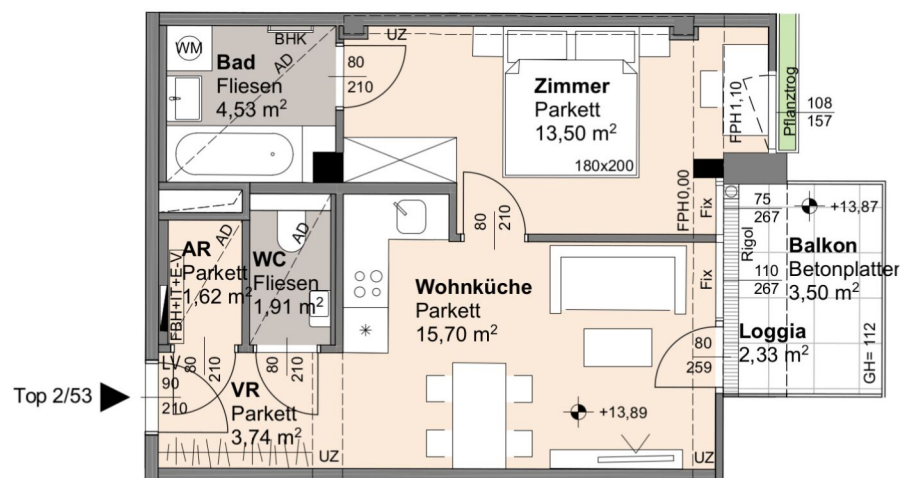 WM
BHK
AD
Bad
Fliesen
4,53 m²
80
210
UZ
Zimmer
Parkett
13,50 m²
180x200
FPH1,10
Pflanztrog
108
157
FPH0,00
Fix
75
267
+13,87
Rigol
Balkon
Betonplatten
3,50 m²
110
267
Loggia
2,33 m²
GH= 112
AD
AR
Parkett
1,62 m²
FBH+IT+E-V
AD
WC
Fliesen
1,91 m²
80
210
Wohnküche
Parkett
15,70 m²
Fix
80
259
LV
90
210
80
210
80
210
VR
Parkett
3,74 m²
Top 2/53
+13,89
UZ
UZ